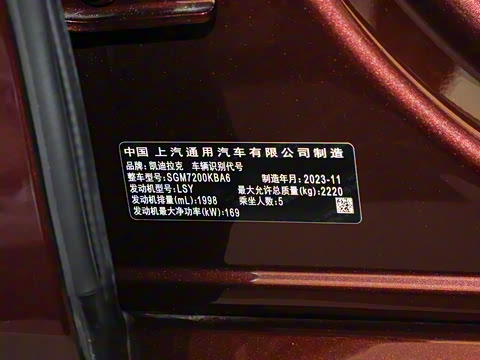 中国 上汽通用汽车有限公司制造
品牌:凯迪拉克 车辆识别代号
整车型号:SGM7200KBA6 制造年月:2023-11
发动机型号:LSY 最大允许总质量(kg):2220
发动机排量(mL):1998 乘坐人数:5
发动机最大净功率(kW):169